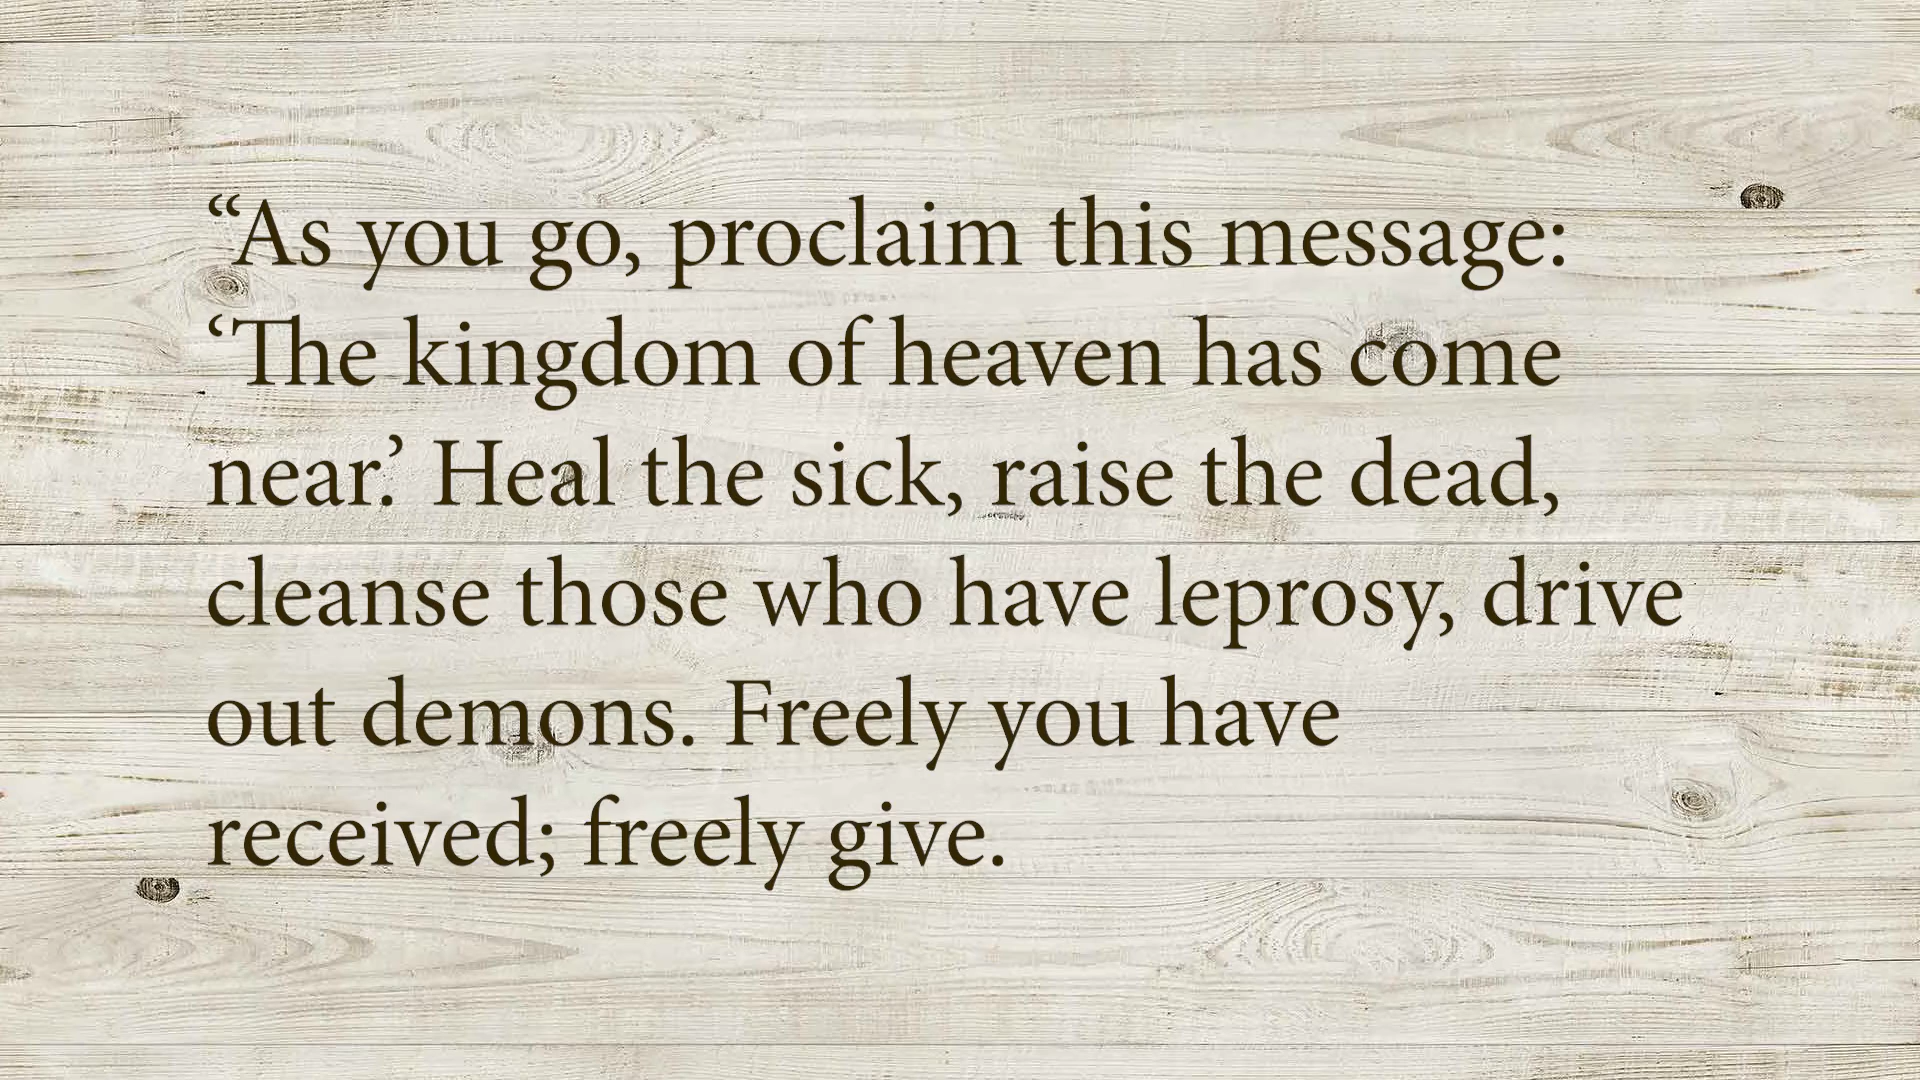 “As you go, proclaim this message:
‘The kingdom of heaven has come
near.’ Heal the sick, raise the dead,
cleanse those who have leprosy, drive
out demons. Freely you have
received; freely give.